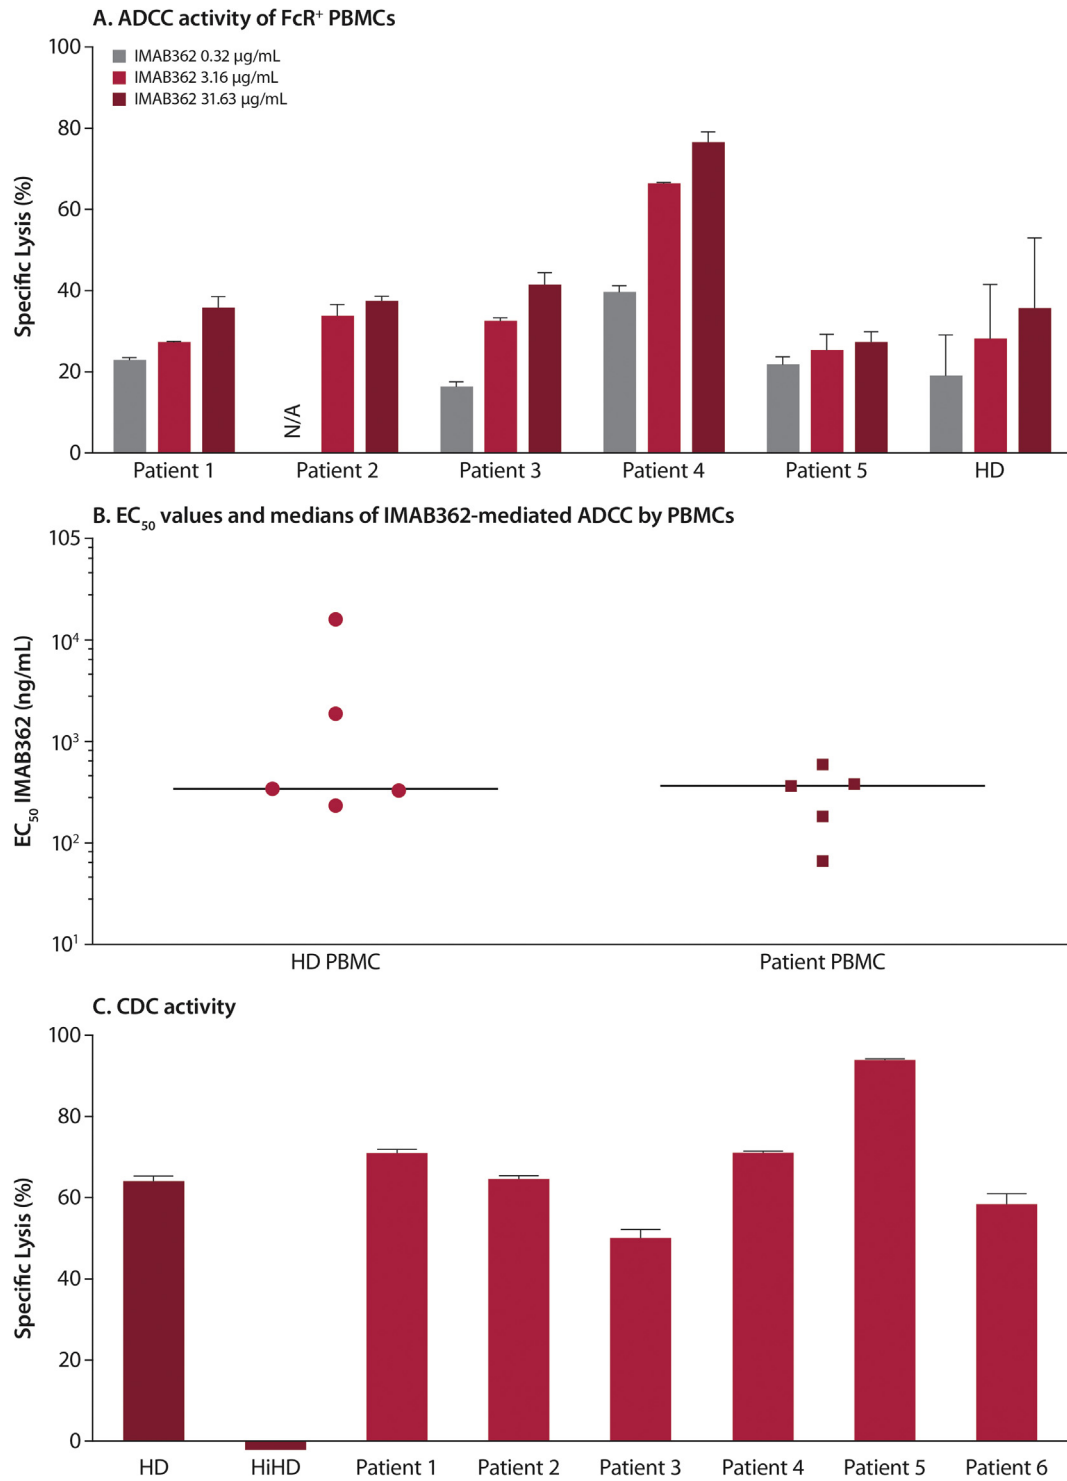 A. ADCC activity of FcR⁺ PBMCs
100
IMAB362 0.32 µg/mL
IMAB362 3.16 µg/mL
IMAB362 31.63 µg/mL
80
60
40
20
0
Specific Lysis (%)
N/A
Patient 1 Patient 2 Patient 3 Patient 4 Patient 5 HD
B. EC₅₀ values and medians of IMAB362-mediated ADCC by PBMCs
105
10⁴
10³
10²
10¹
EC₅₀ IMAB362 (ng/mL)
HD PBMC Patient PBMC
C. CDC activity
100
80
60
40
20
0
Specific Lysis (%)
HD HiHD Patient 1 Patient 2 Patient 3 Patient 4 Patient 5 Patient 6